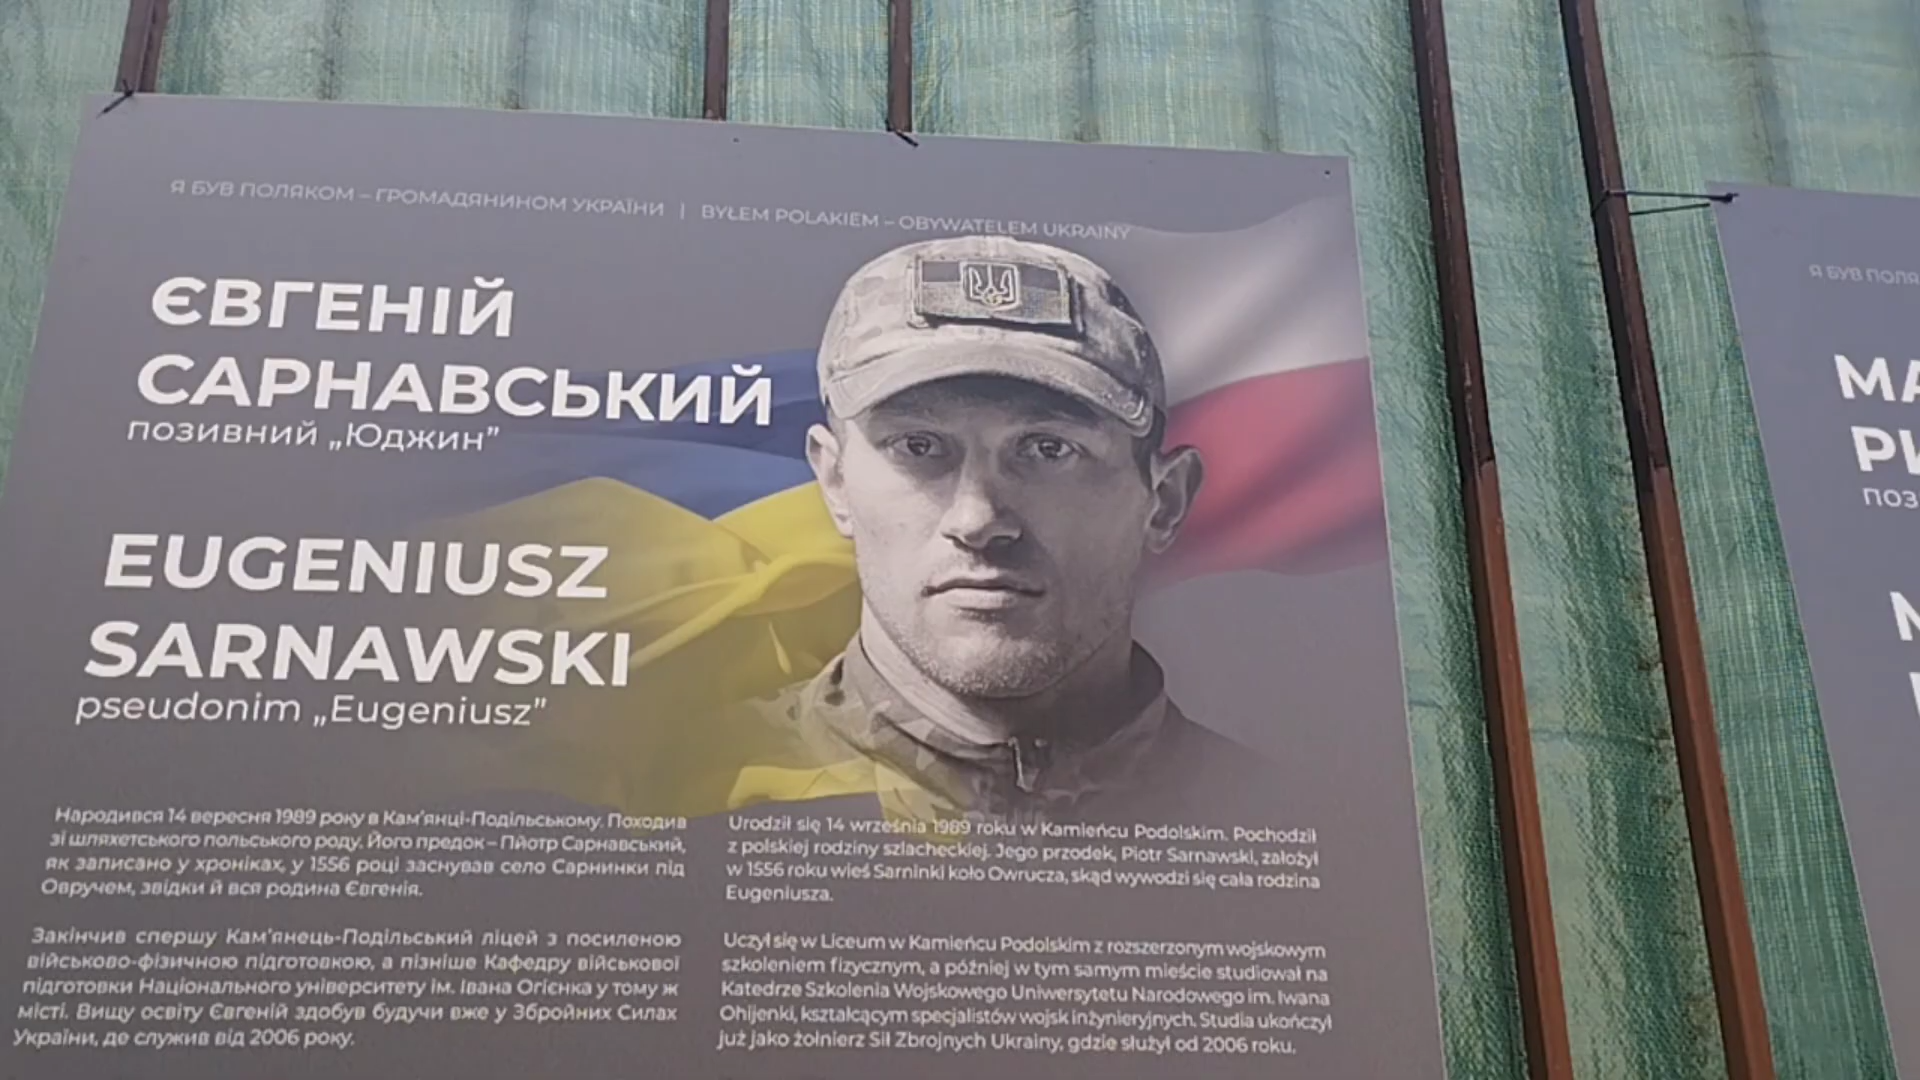 Я БУВ ПОЛЯКОМ – ГРОМАДЯНИНОМ УКРАЇНИ | BYŁEM POLAKIEM – OBYWATELEM UKRAINY
ЄВГЕНІЙ
САРНАВСЬКИЙ
позивний „Юджин”
EUGENIUSZ
SARNAWSKI
pseudonim „Eugeniusz”
Народився 14 вересня 1989 року в Кам'янці-Подільському. Походив
зі шляхетського польського роду. Його предок – Пйотр Сарнавський,
як записано у хроніках, у 1556 році заснував село Сарнинки під
Овручем, звідки й вся родина Євгенія.
Закінчив спершу Кам'янець-Подільський ліцей з посиленою
військово-фізичною підготовкою, а пізніше Кафедру військової
підготовки Національного університету ім. Івана Огієнка у тому ж
місті. Вищу освіту Євгеній здобув будучи вже у Збройних Силах
України, де служив від 2006 року.
Urodził się 14 września 1989 roku w Kamieńcu Podolskim. Pochodził
z polskiej rodziny szlacheckiej. Jego przodek, Piotr Sarnawski, założył
w 1556 roku wieś Sarninki koło Owrucza, skąd wywodzi się cała rodzina
Eugeniusza.
Uczył się w Liceum w Kamieńcu Podolskim z rozszerzonym wojskowym
szkoleniem fizycznym, a później w tym samym mieście studiował na
Katedrze Szkolenia Wojskowego Uniwersytetu Narodowego im. Iwana
Ohijenki, kształcącym specjalistów wojsk inżynieryjnych. Studia ukończył
już jako żołnierz Sił Zbrojnych Ukrainy, gdzie służył od 2006 roku.
Я БУВ ПОЛЯ
МА
РИ
поз